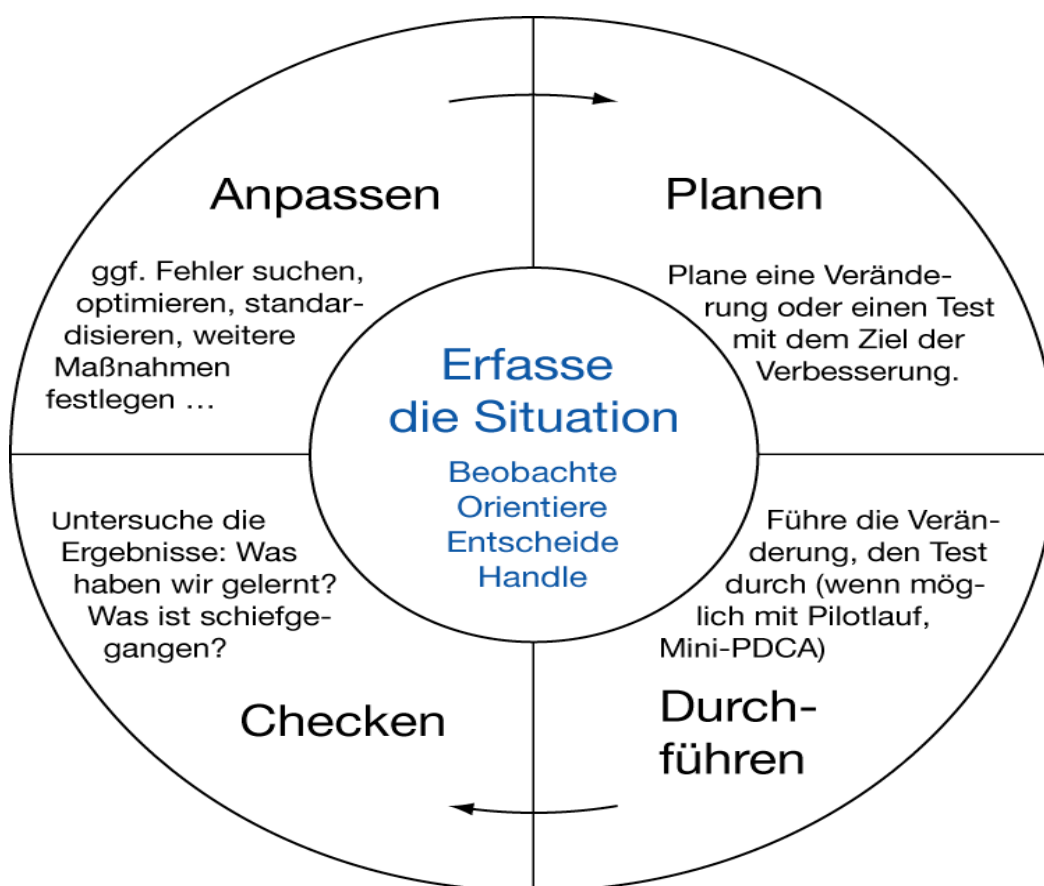 Anpassen
ggf. Fehler suchen,
optimieren, standar-
disieren, weitere
Maßnahmen
festlegen …
Planen
Plane eine Verände-
rung oder einen Test
mit dem Ziel der
Verbesserung.
Erfasse
die Situation
Beobachte
Orientiere
Entscheide
Handle
Untersuche die
Ergebnisse: Was
haben wir gelernt?
Was ist schiefge-
gangen?
Checken
Führe die Verän-
derung, den Test
durch (wenn mög-
lich mit Pilotlauf,
Mini-PDCA)
Durch-
führen